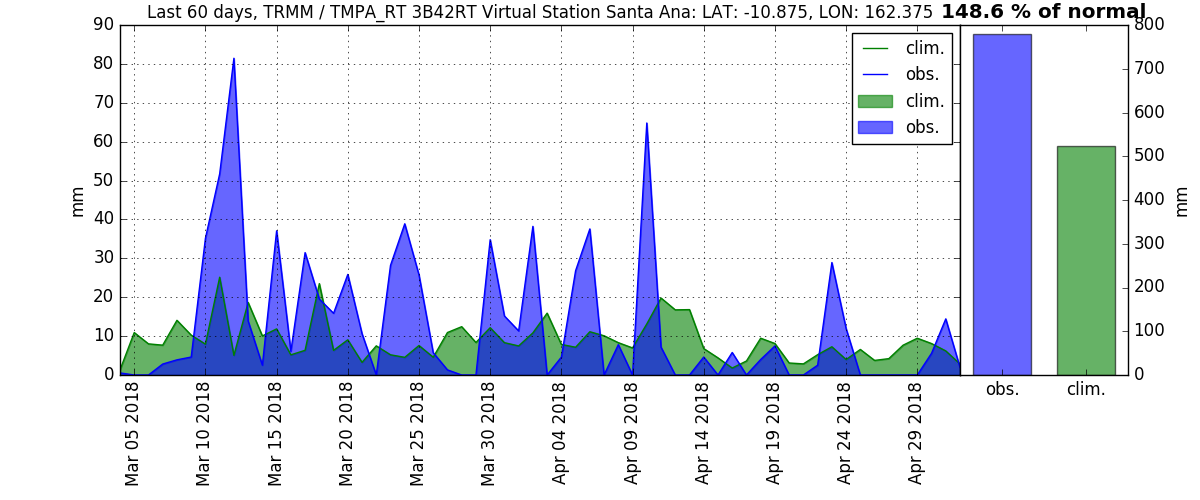 Last 60 days, TRMM / TMPA_RT 3B42RT Virtual Station Santa Ana: LAT: -10.875, LON: 162.375 148.6 % of normal
90
80
70
60
50
40
30
20
10
0
mm
Mar 05 2018
Mar 10 2018
Mar 15 2018
Mar 20 2018
Mar 25 2018
Mar 30 2018
Apr 04 2018
Apr 09 2018
Apr 14 2018
Apr 19 2018
Apr 24 2018
Apr 29 2018
clim.
obs.
clim.
obs.
800
700
600
500
400
300
200
100
0
mm
obs. clim.